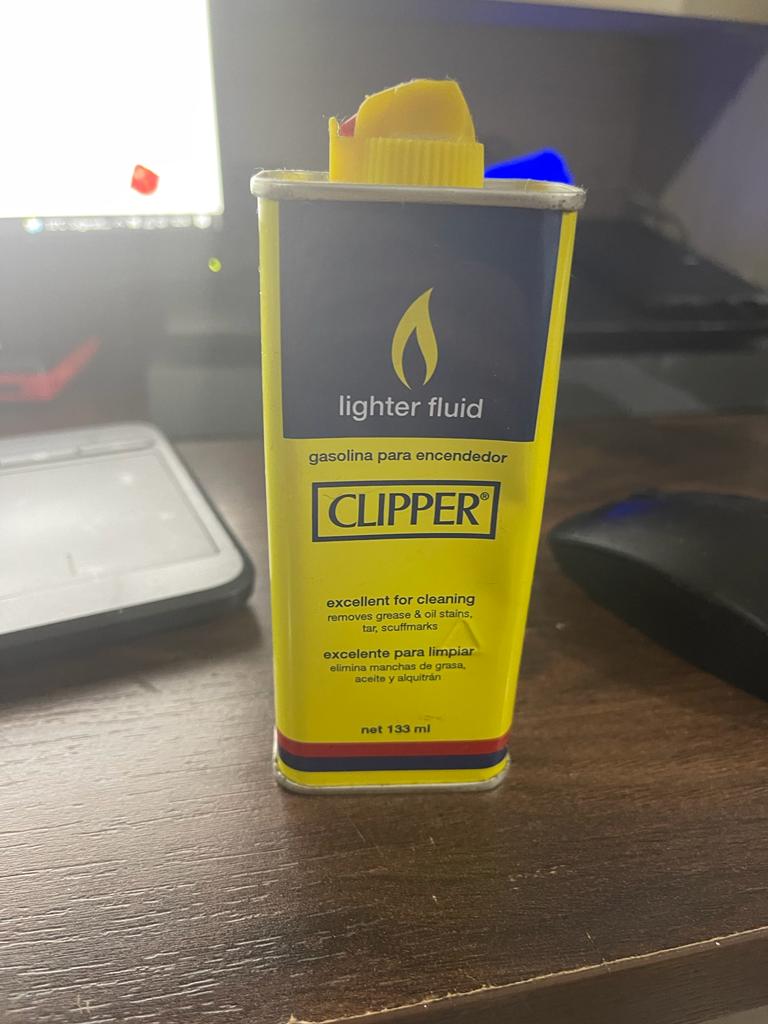 lighter fluid
gasolina para encendedor
CLIPPER®
excellent for cleaning
removes grease & oil stains,
tar, scuffmarks
excelente para limpiar
elimina manchas de grasa,
aceite y alquitrán
net 133 ml